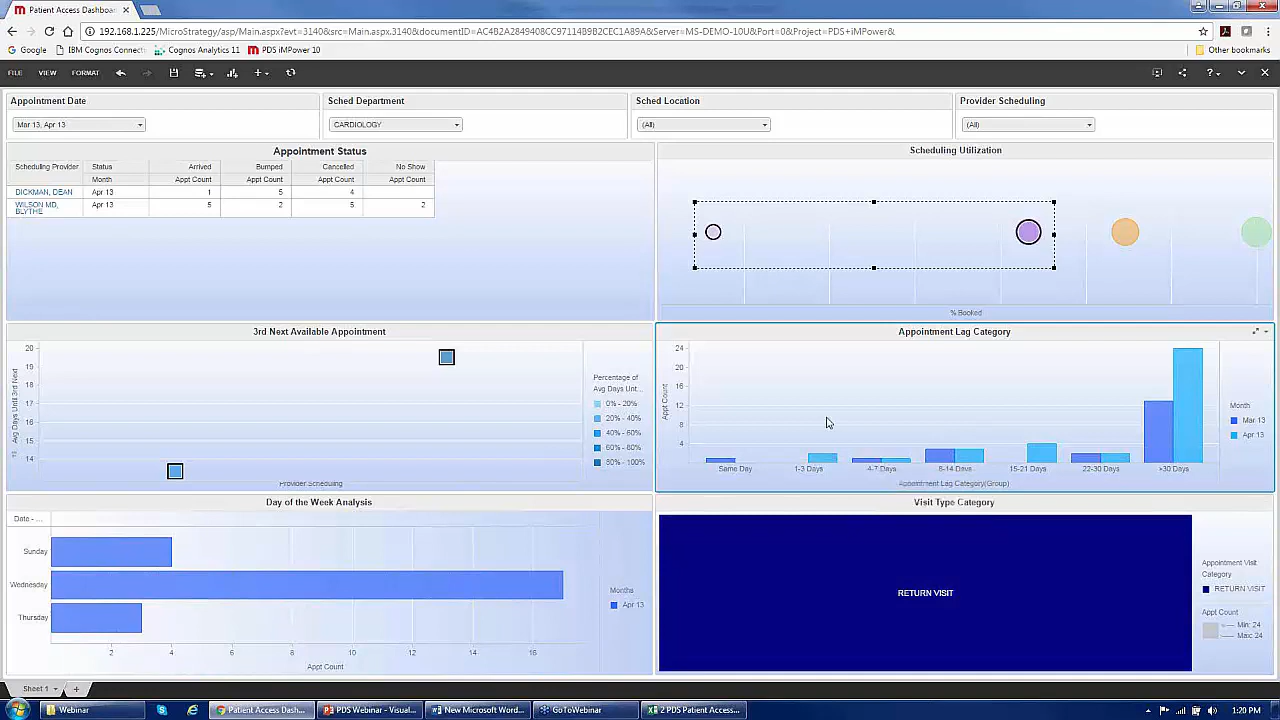 Patient Access Dashboa
192.168.1.225/MicroStrategy/asp/Main.aspx?evt=3140&src=Main.aspx.3140&documentID=AC4B2A2849408C97114B9B2CEC1A89A&Server=MS-DEMO-10U&Port=0&Project=PDS+iMPower&
Google
IBM Cognos Connecti
Cognos Analytics 11
PDS iMPower 10
Other bookmarks
FILE VIEW FORMAT
Appointment Date
Mar 13, Apr 13
Sched Department
CARDIOLOGY
Sched Location
(All)
Provider Scheduling
(All)
Appointment Status
Scheduling Provider Status Arrived Bumped Cancelled No Show
Month Appt Count Appt Count Appt Count Appt Count
DICKMAN, DEAN Apr 13 1 5 4
WILSON MD, BLYTHE Apr 13 5 2 5 2
Scheduling Utilization
% Booked
3rd Next Available Appointment
Avg Days Until 3rd Next
20
19
18
17
16
15
14
Provider Scheduling
Percentage of
Avg Days Unt...
0% - 20%
20% - 40%
40% - 60%
60% - 80%
80% - 100%
Appointment Lag Category
Appt Count
24
20
16
12
8
4
Same Day 1-3 Days 4-7 Days 8-14 Days 15-21 Days 22-30 Days >30 Days
Appointment Lag Category(Group)
Month
Mar 13
Apr 13
Day of the Week Analysis
Date - ...
Sunday
Wednesday
Thursday
2 4 6 8 10 12 14 16
Appt Count
Months
Apr 13
Visit Type Category
RETURN VISIT
Appointment Visit
Category
RETURN VISIT
Appt Count
Min: 24
Max: 24
Sheet 1
Webinar
Patient Access Dash...
PDS Webinar - Visual...
New Microsoft Word...
GoToWebinar
2 PDS Patient Access...
1:20 PM